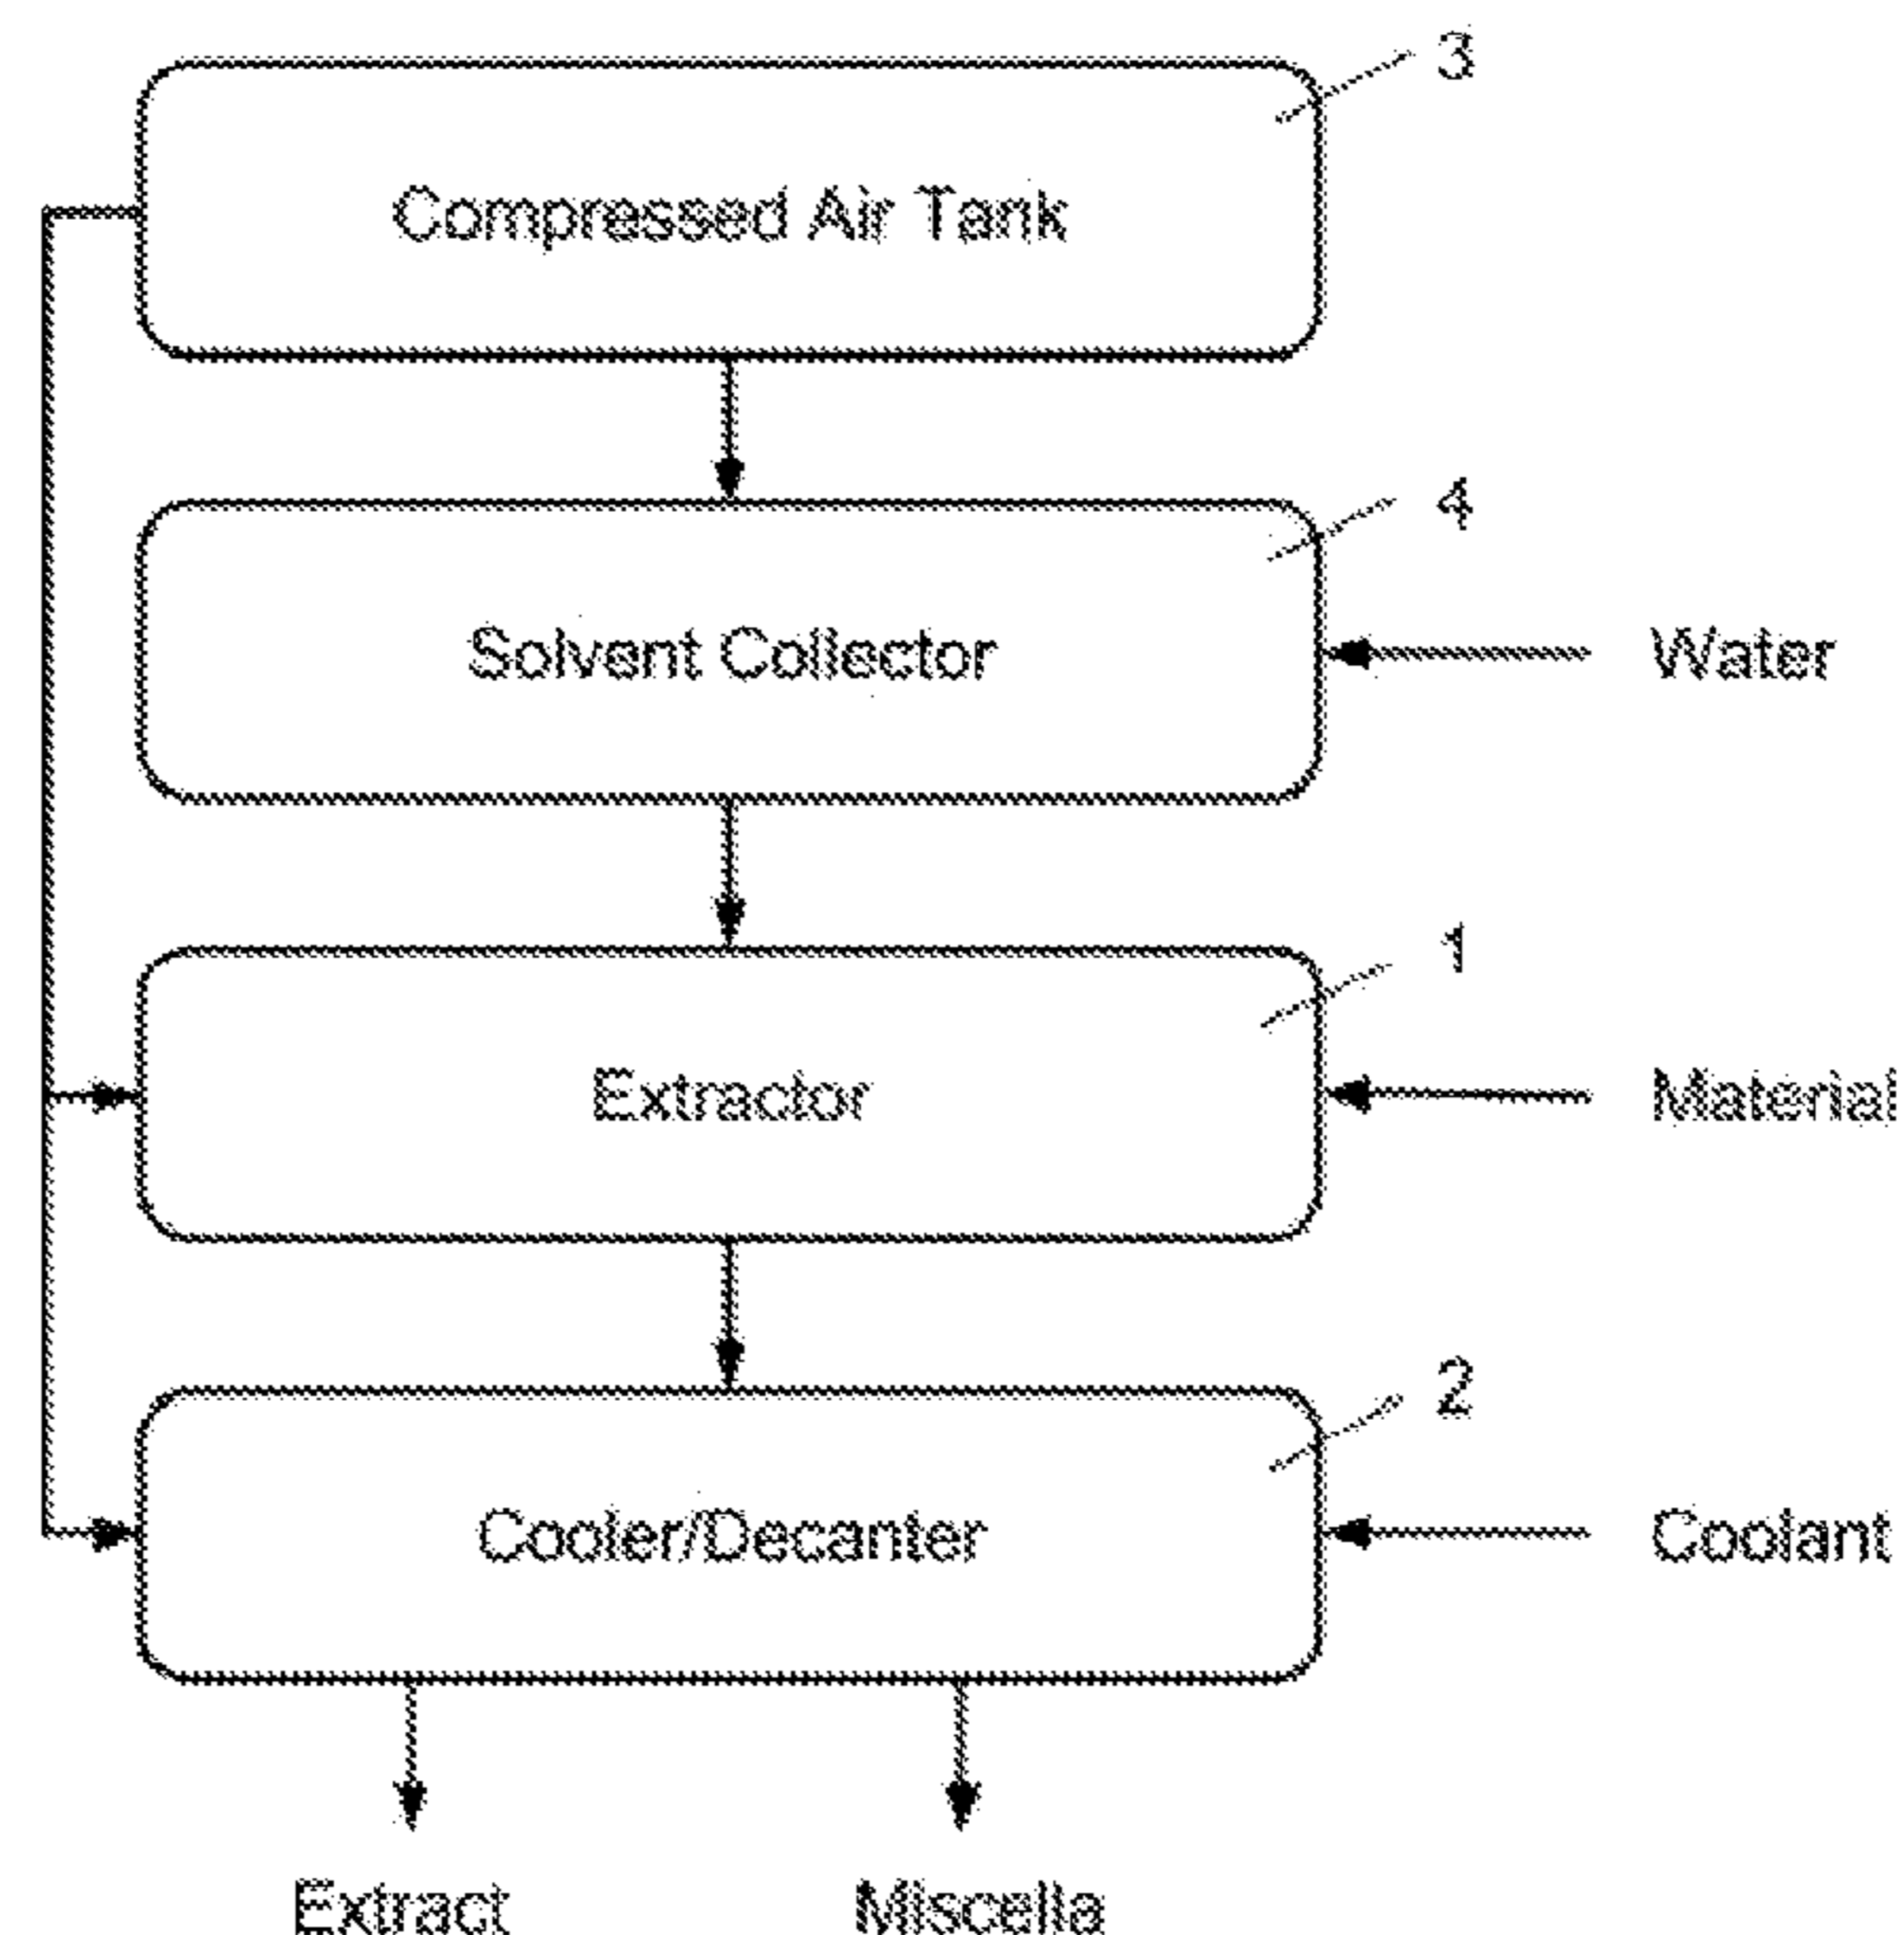 3
Compressed Air Tank
4
Solvent Collector
Water
1
Extractor
Material
2
Cooler/Decanter
Coolant
Extract
Miscella